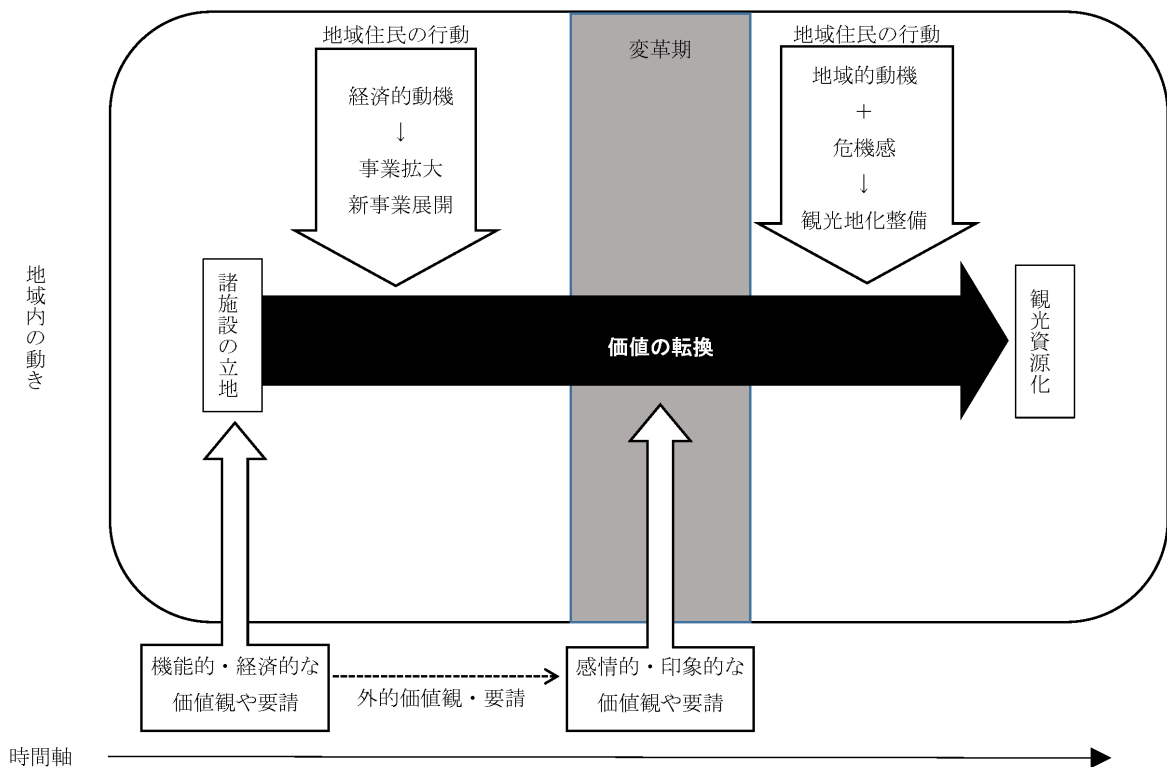 地域住民の行動
経済的動機
↓
事業拡大
新事業展開
変革期
地域住民の行動
地域的動機
＋
危機感
↓
観光地化整備
地域内の動き
諸施設の立地
価値の転換
観光資源化
機能的・経済的な
価値観や要請
外的価値観・要請
感情的・印象的な
価値観や要請
時間軸